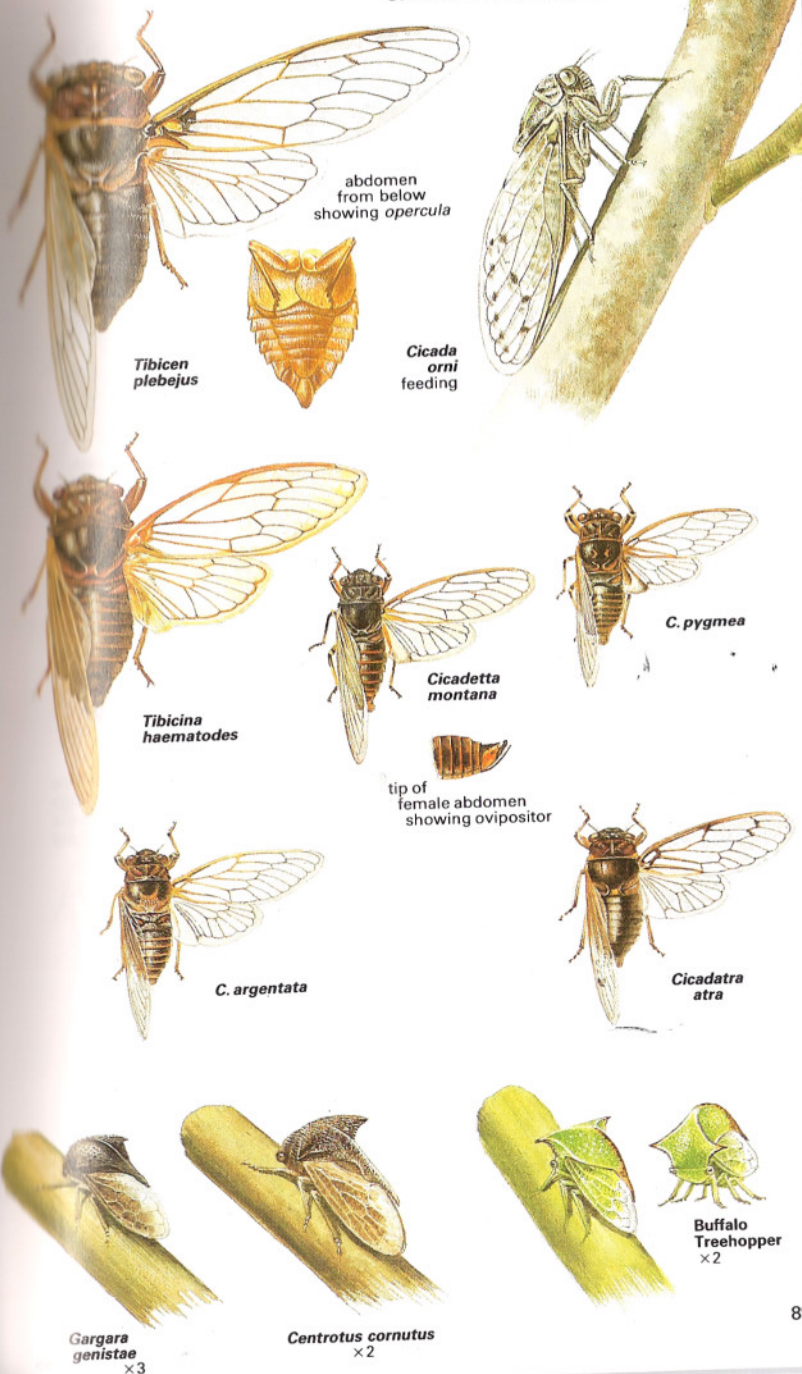 abdomen
from below
showing opercula
Tibicen
plebejus
Cicada
orni
feeding
C. pygmea
Cicadetta
montana
Tibicina
haematodes
tip of
female abdomen
showing ovipositor
C. argentata
Cicadatra
atra
Buffalo
Treehopper
×2
Gargara
genistae
×3
Centrotus cornutus
×2
8